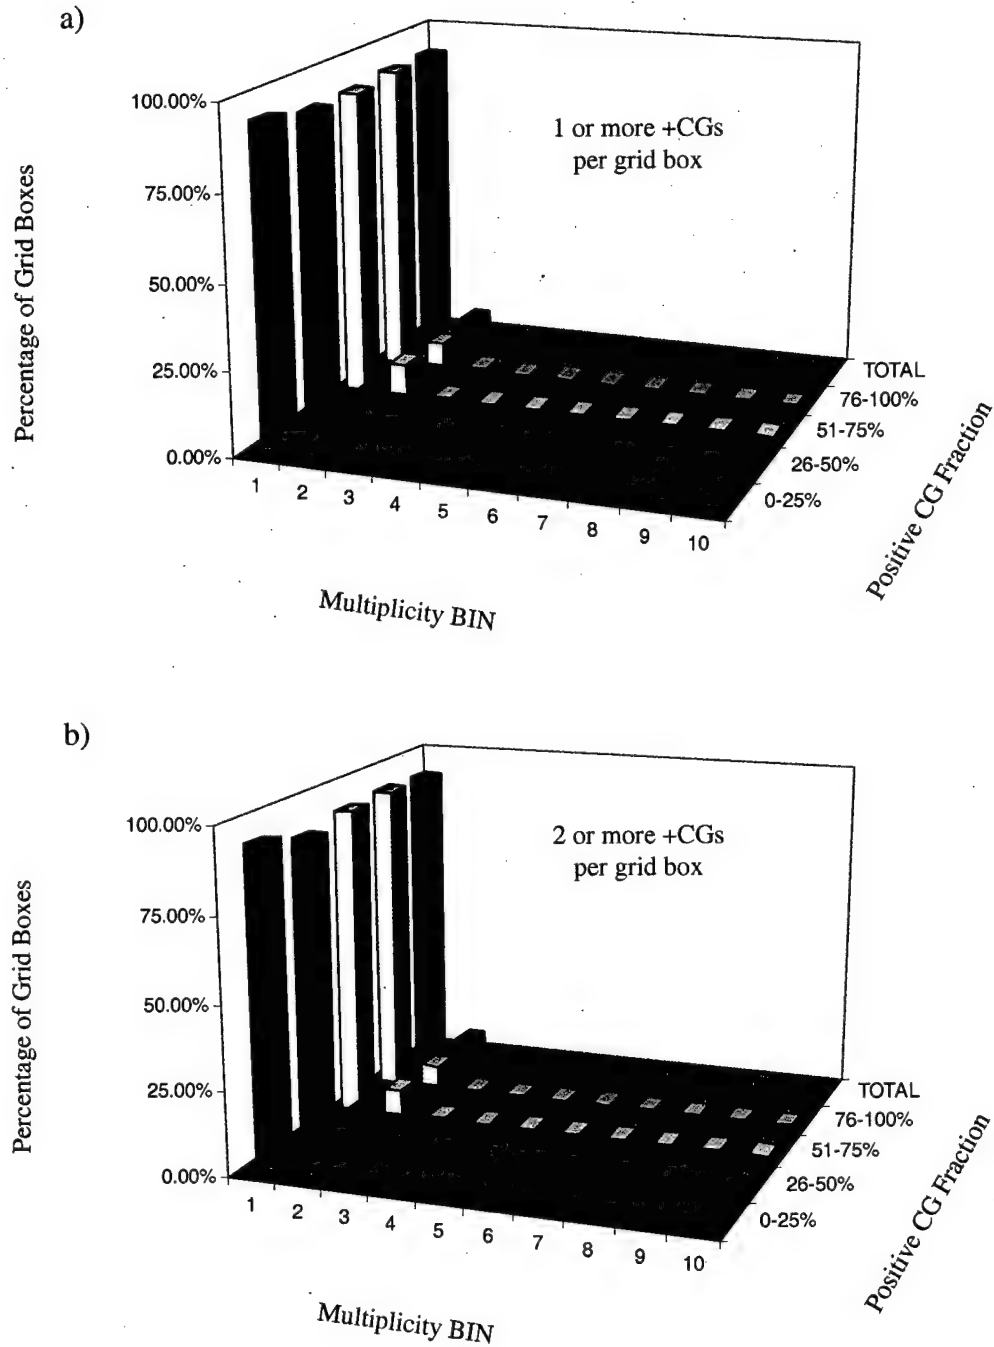 a)
1 or more +CGs
per grid box
Percentage of Grid Boxes
100.00%
75.00%
50.00%
25.00%
0.00%
1
2
3
4
5
6
7
8
9
10
Multiplicity BIN
TOTAL
76-100%
51-75%
26-50%
0-25%
Positive CG Fraction
b)
2 or more +CGs
per grid box
Percentage of Grid Boxes
100.00%
75.00%
50.00%
25.00%
0.00%
1
2
3
4
5
6
7
8
9
10
Multiplicity BIN
TOTAL
76-100%
51-75%
26-50%
0-25%
Positive CG Fraction